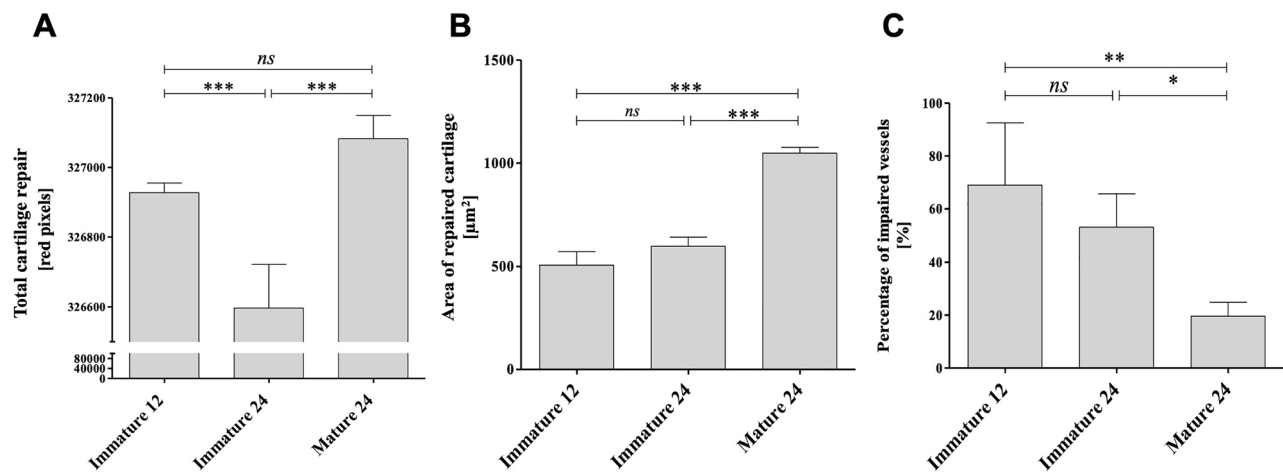 A
Total cartilage repair
[red pixels]
327200
327000
326800
326600
80000
40000
0
ns
***
***
Immature 12
Immature 24
Mature 24
B
Area of repaired cartilage
[µm²]
1500
1000
500
0
***
ns
***
Immature 12
Immature 24
Mature 24
C
Percentage of impaired vessels
[%]
100
80
60
40
20
0
**
ns
*
Immature 12
Immature 24
Mature 24